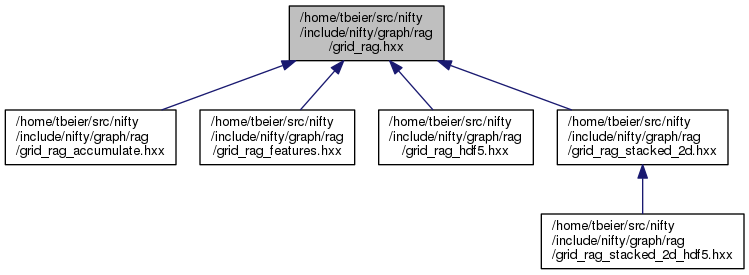 /home/tbeier/src/nifty
/include/nifty/graph/rag
/grid_rag.hxx
/home/tbeier/src/nifty
/include/nifty/graph/rag
/grid_rag_accumulate.hxx
/home/tbeier/src/nifty
/include/nifty/graph/rag
/grid_rag_features.hxx
/home/tbeier/src/nifty
/include/nifty/graph/rag
/grid_rag_hdf5.hxx
/home/tbeier/src/nifty
/include/nifty/graph/rag
/grid_rag_stacked_2d.hxx
/home/tbeier/src/nifty
/include/nifty/graph/rag
/grid_rag_stacked_2d_hdf5.hxx